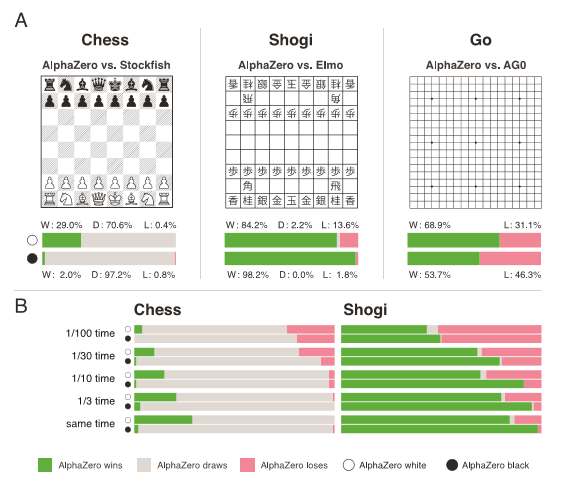 A
Chess Shogi Go
AlphaZero vs. Stockfish AlphaZero vs. Elmo AlphaZero vs. AG0
香 桂 銀 金 玉 金 銀 桂 香
飛 角
歩 歩 歩 歩 歩 歩 歩 歩 歩
歩 歩 歩 歩 歩 歩 歩 歩 歩
角 飛
香 桂 銀 金 玉 金 銀 桂 香
W: 29.0% D: 70.6% L: 0.4% W: 84.2% D: 2.2% L: 13.6% W: 68.9% L: 31.1%
W: 2.0% D: 97.2% L: 0.8% W: 98.2% D: 0.0% L: 1.8% W: 53.7% L: 46.3%
B
Chess Shogi
1/100 time
1/30 time
1/10 time
1/3 time
same time
AlphaZero wins AlphaZero draws AlphaZero loses AlphaZero white AlphaZero black